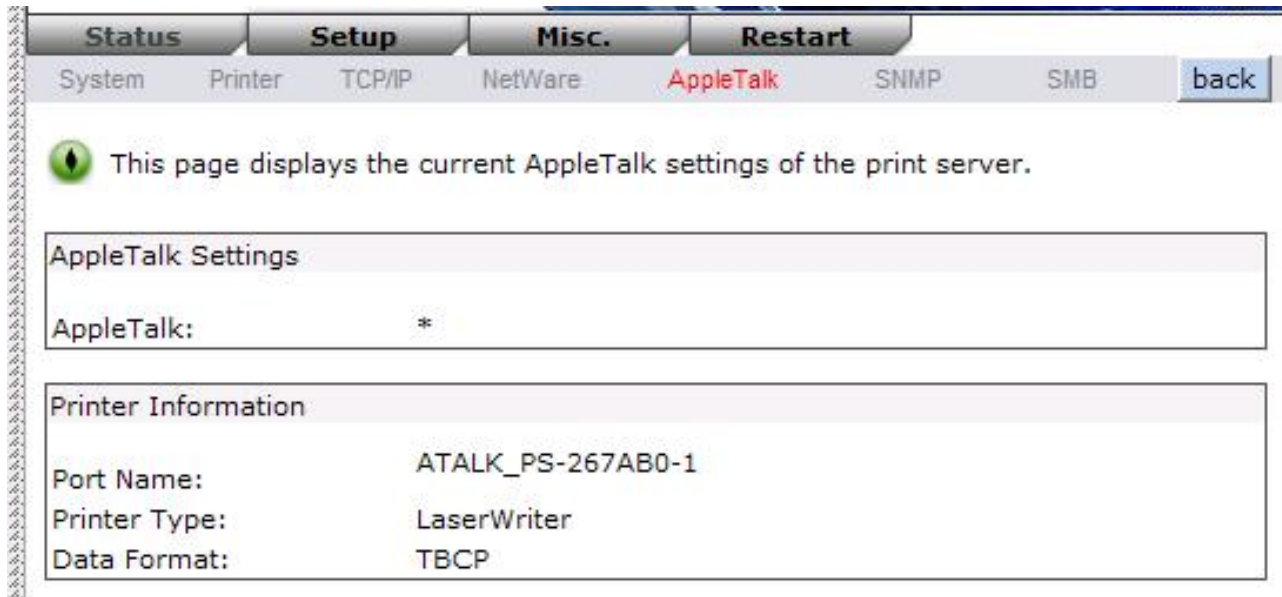 Status Setup Misc. Restart
System Printer TCP/IP NetWare AppleTalk SNMP SMB back
This page displays the current AppleTalk settings of the print server.
AppleTalk Settings
AppleTalk: *
Printer Information
Port Name: ATALK_PS-267AB0-1
Printer Type: LaserWriter
Data Format: TBCP